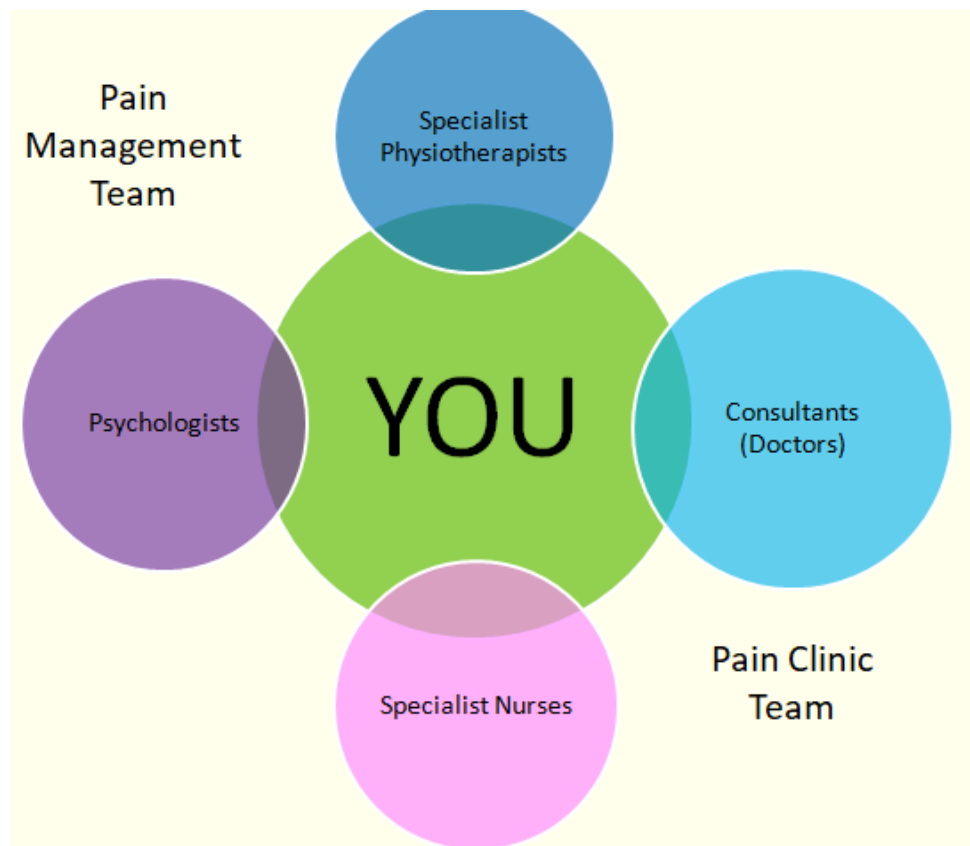 Pain
Management
Team
Specialist
Physiotherapists
Psychologists
YOU
Consultants
(Doctors)
Specialist Nurses
Pain Clinic
Team